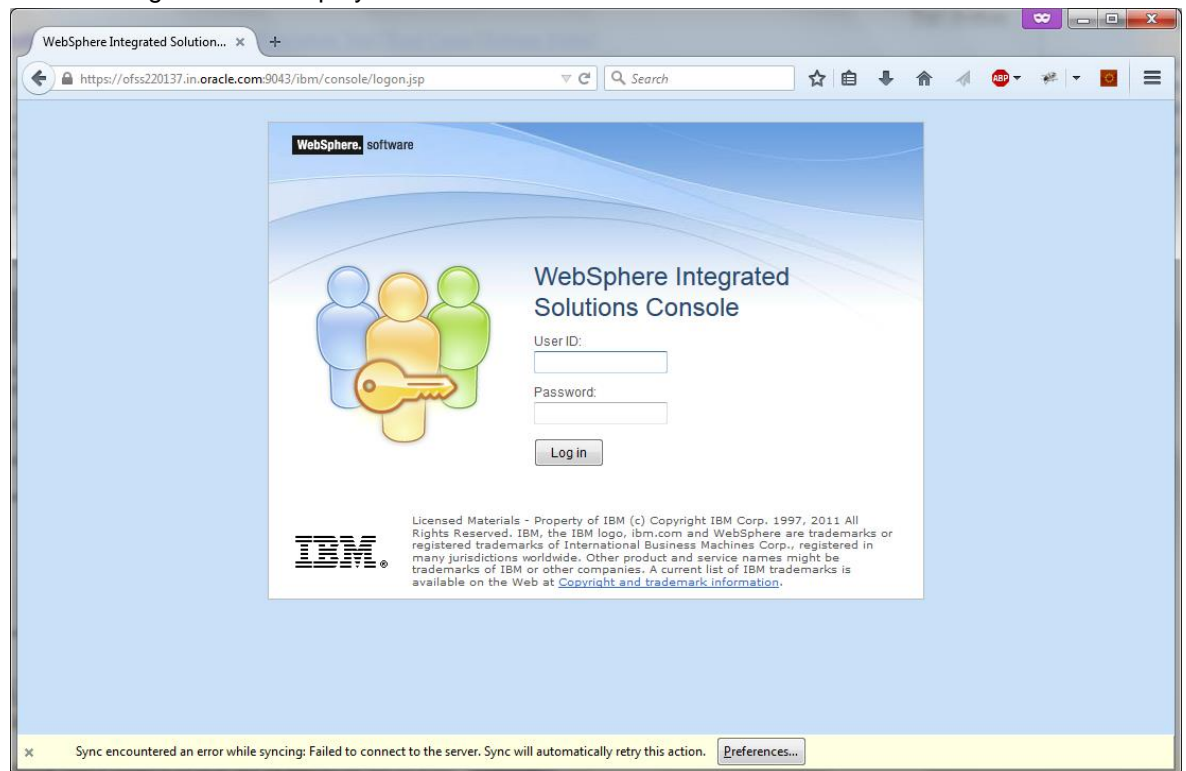 WebSphere Integrated Solution... × +
https://ofss220137.in.oracle.com:9043/ibm/console/logon.jsp
Search
ABP
WebSphere. software
WebSphere Integrated
Solutions Console
User ID:
Password:
Log in
IBM®
Licensed Materials - Property of IBM (c) Copyright IBM Corp. 1997, 2011 All
Rights Reserved. IBM, the IBM logo, ibm.com and WebSphere are trademarks or
registered trademarks of International Business Machines Corp., registered in
many jurisdictions worldwide. Other product and service names might be
trademarks of IBM or other companies. A current list of IBM trademarks is
available on the Web at Copyright and trademark information.
× Sync encountered an error while syncing: Failed to connect to the server. Sync will automatically retry this action. Preferences...